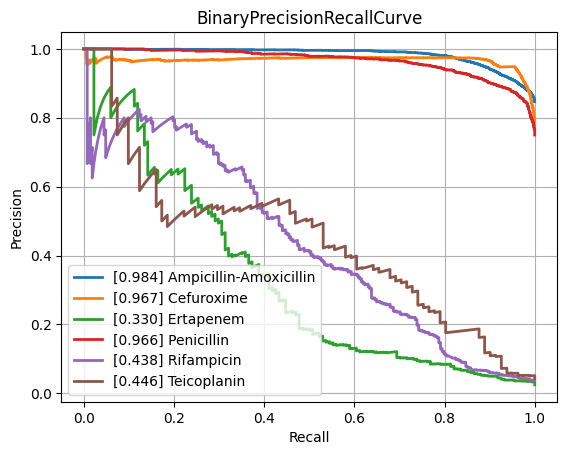 BinaryPrecisionRecallCurve
Precision
1.0
0.8
0.6
0.4
0.2
0.0
[0.984] Ampicillin-Amoxicillin
[0.967] Cefuroxime
[0.330] Ertapenem
[0.966] Penicillin
[0.438] Rifampicin
[0.446] Teicoplanin
0.0 0.2 0.4 0.6 0.8 1.0
Recall